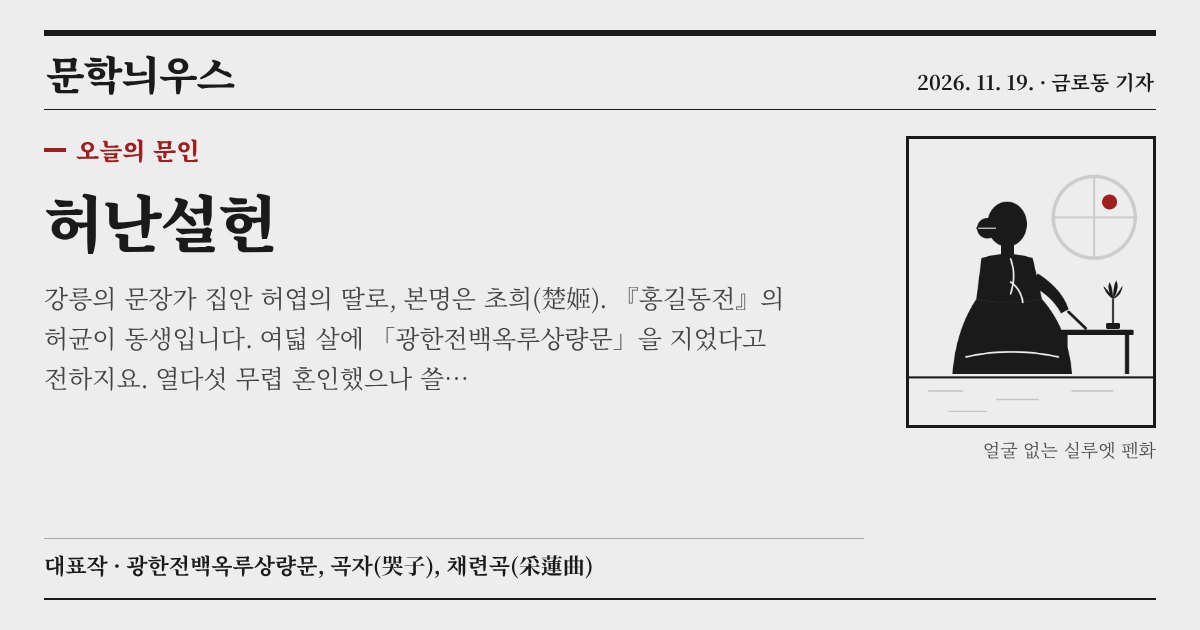 문학늬우스
2026. 11. 19. · 금로동 기자
오늘의 문인
허난설헌
강릉의 문장가 집안 허엽의 딸로, 본명은 초희(楚姬). 『홍길동전』의
허균이 동생입니다. 여덟 살에 「광한전백옥루상량문」을 지었다고
전하지요. 열다섯 무렵 혼인했으나 쓸…
얼굴 없는 실루엣 펜화
대표작 · 광한전백옥루상량문, 곡자(哭子), 채련곡(采蓮曲)